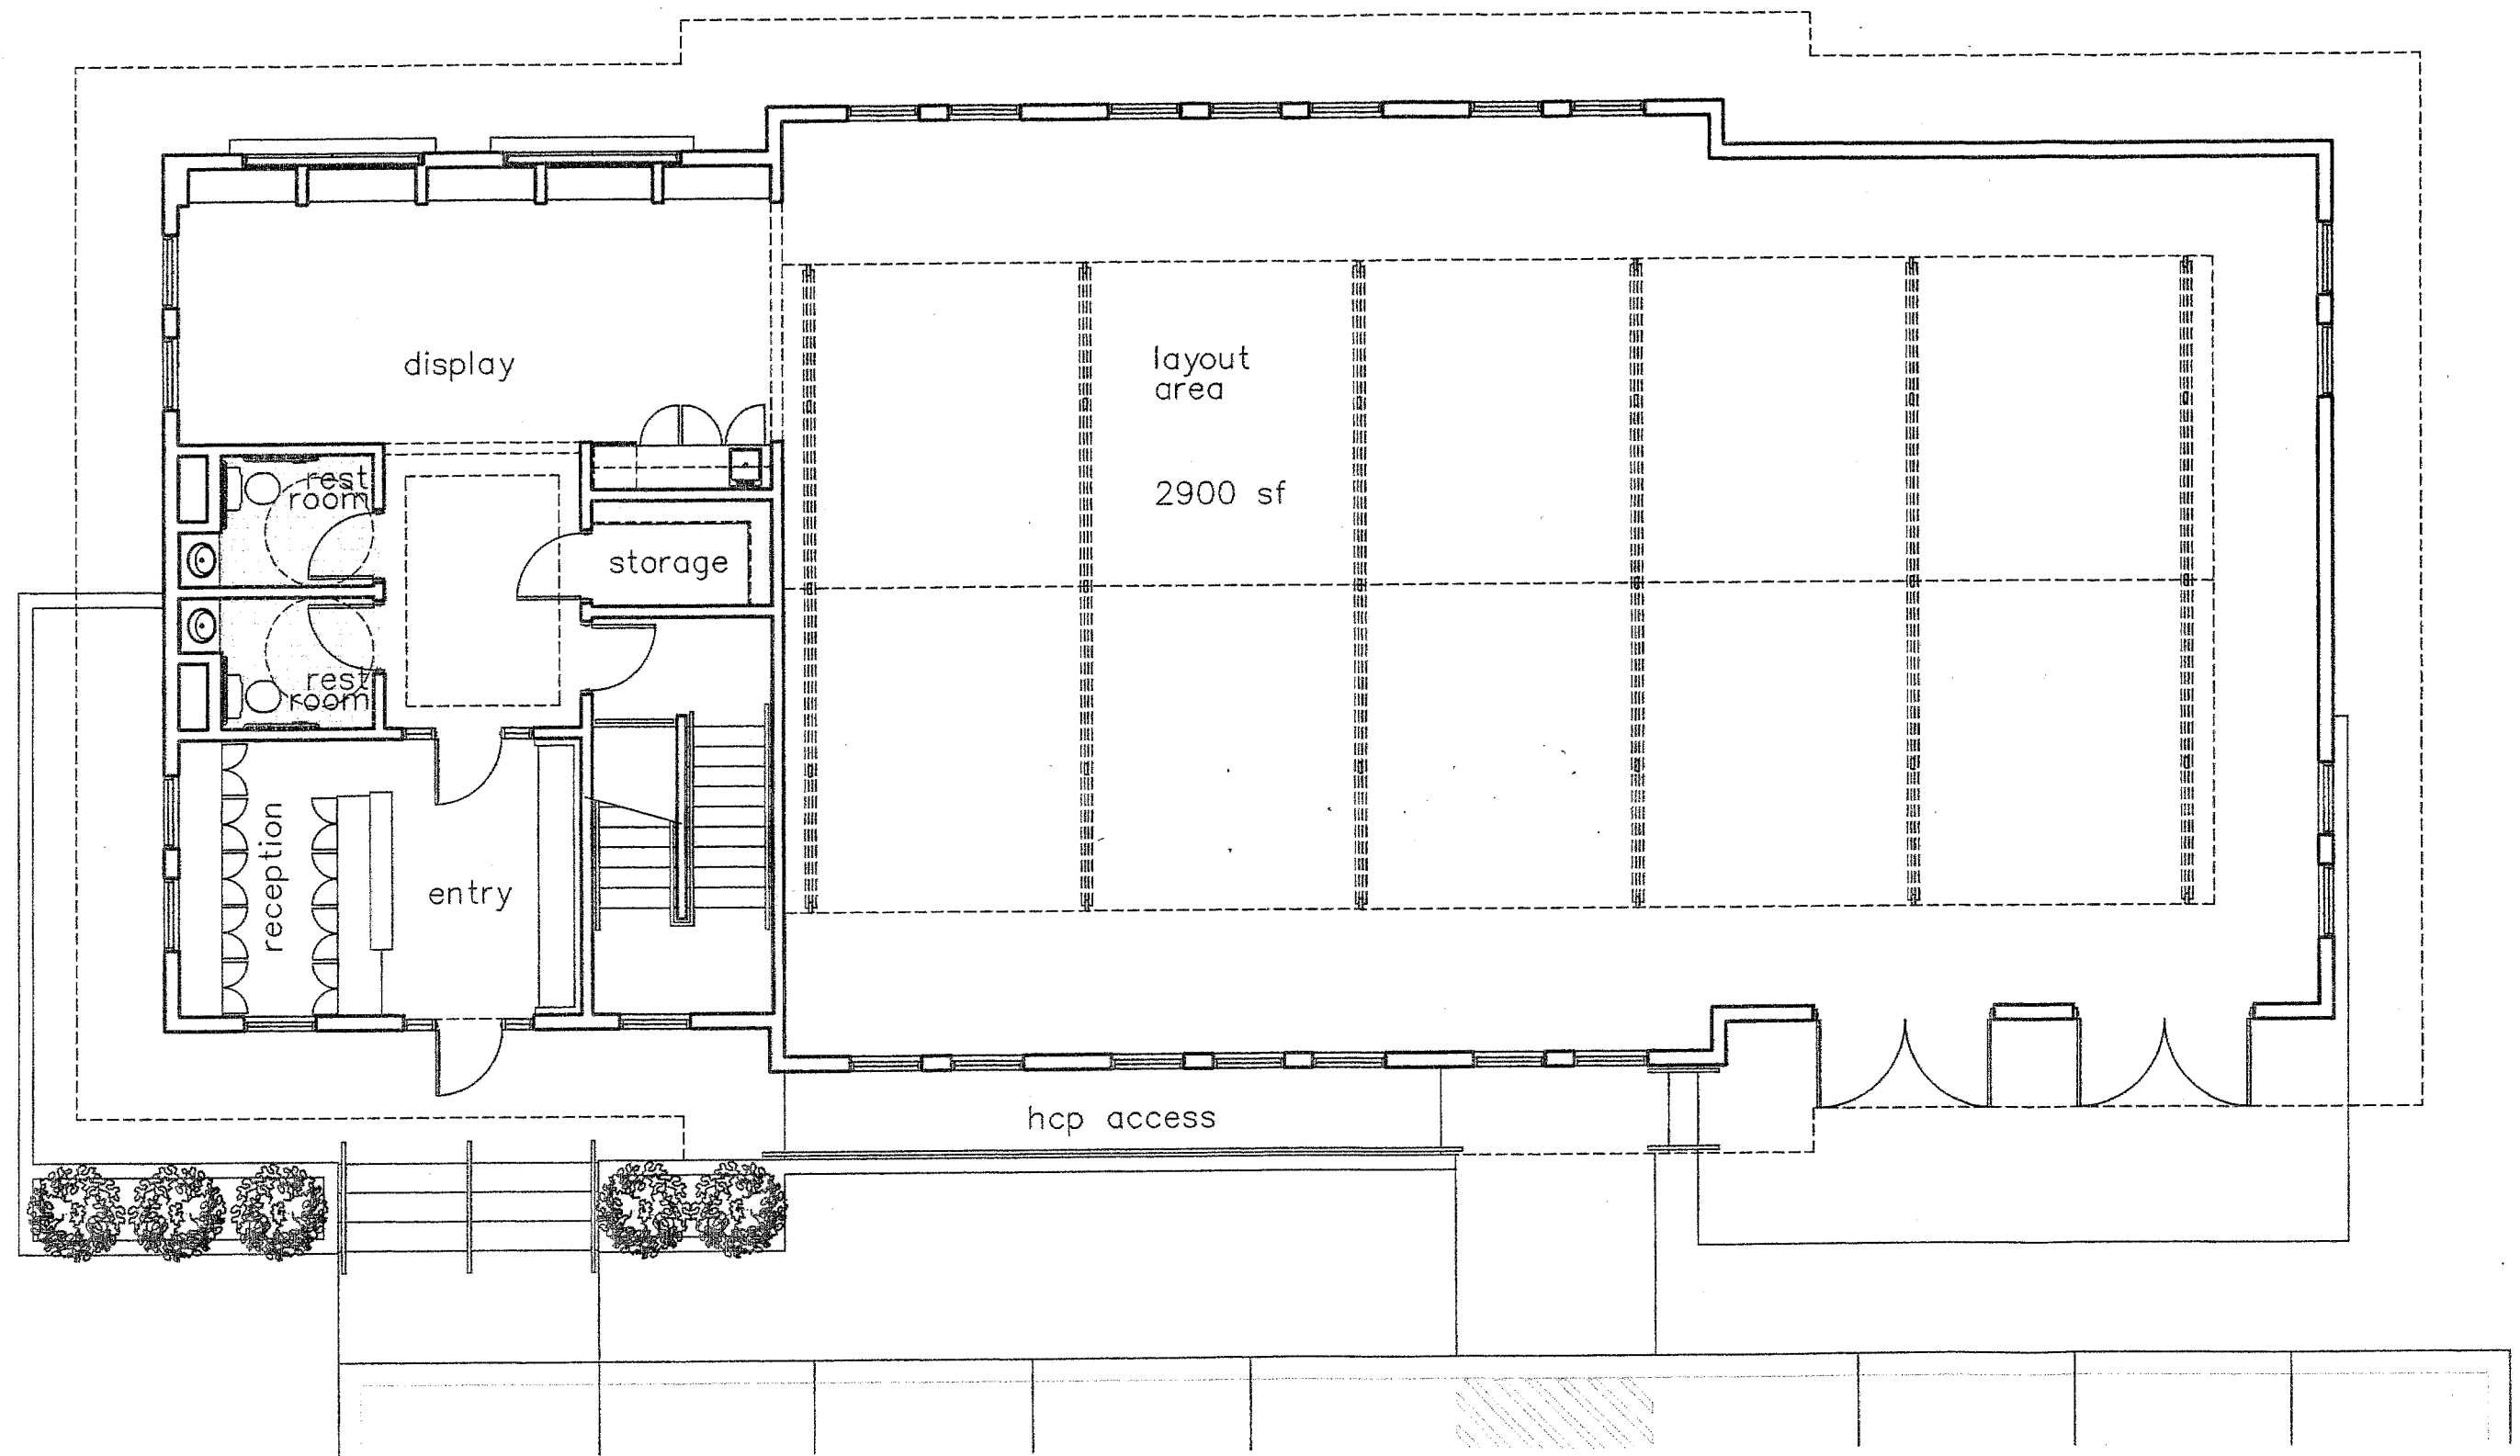 display
layout
area
2900 sf
rest
room
storage
rest
room
reception
entry
hcp access